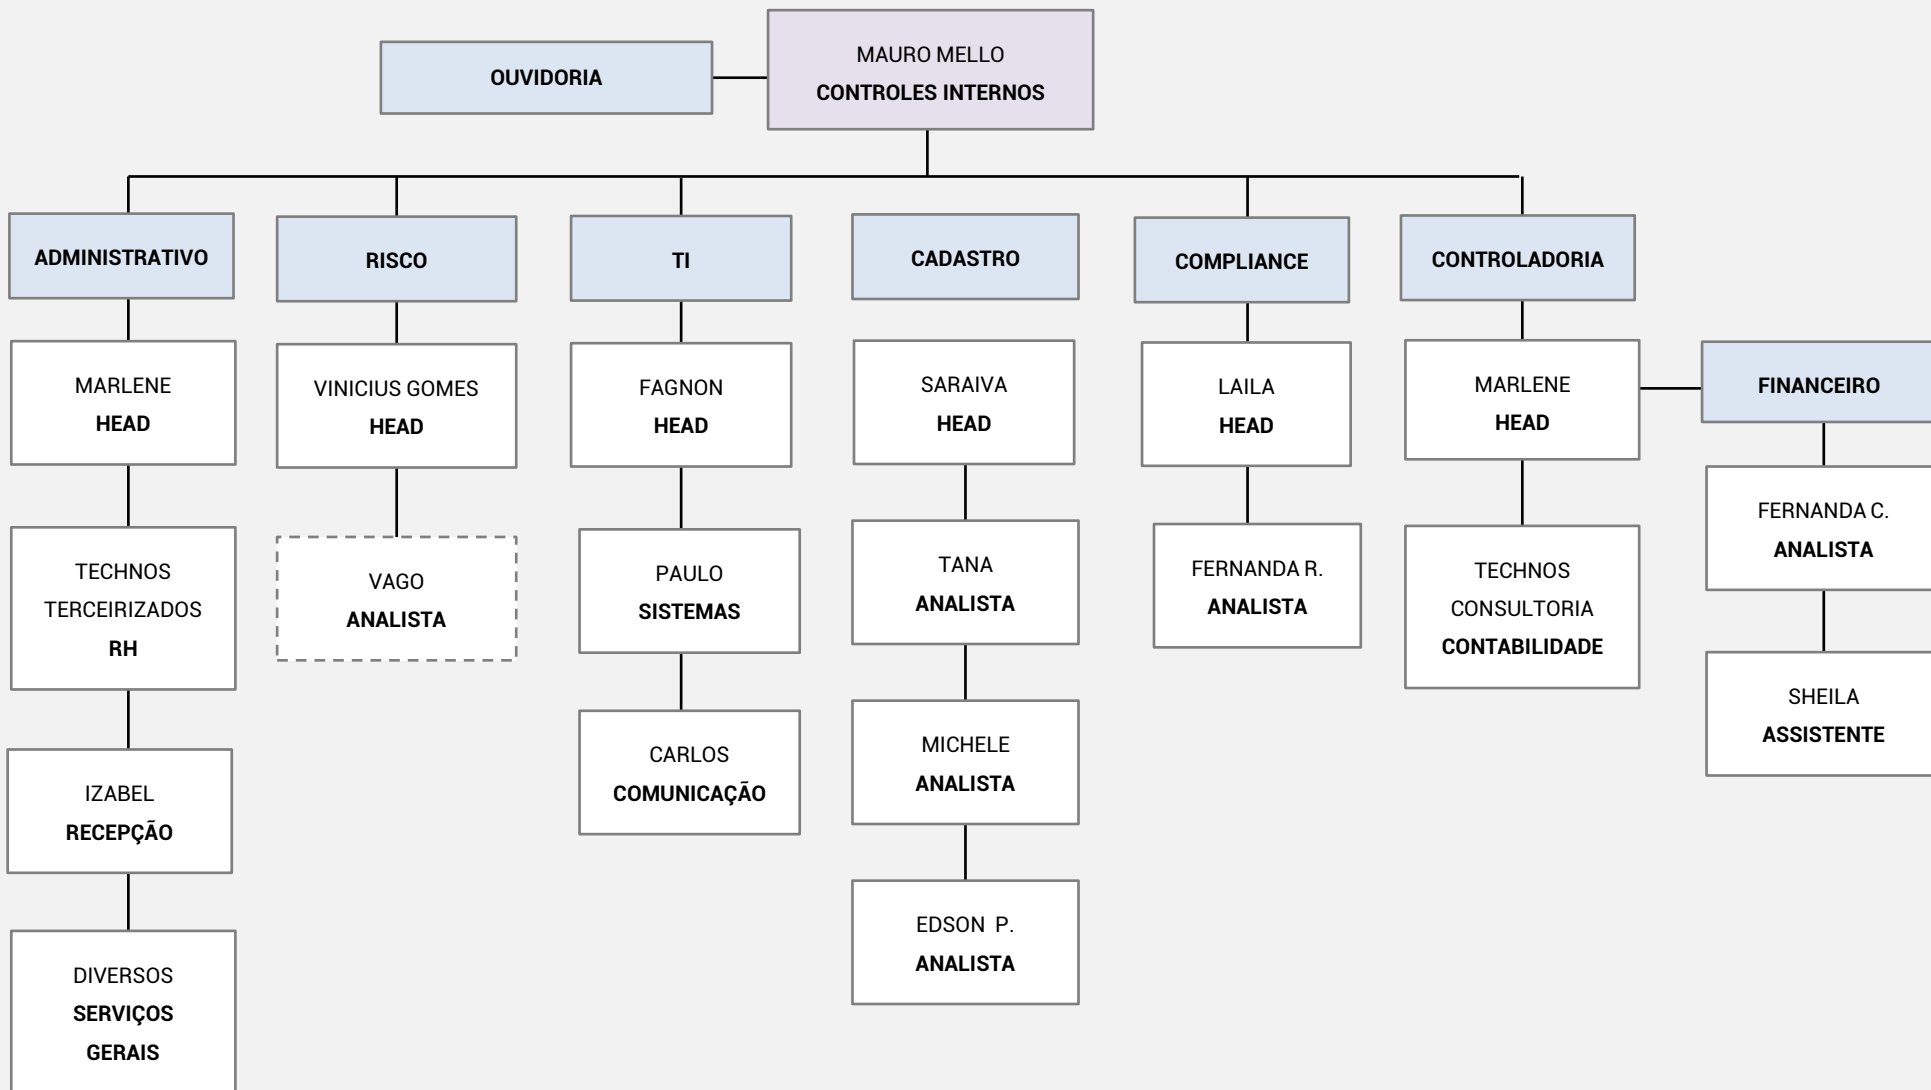 OUVIDORIA
MAURO MELLO
CONTROLES INTERNOS
ADMINISTRATIVO
MARLENE
HEAD
TECHNOS
TERCEIRIZADOS
RH
IZABEL
RECEPÇÃO
DIVERSOS
SERVIÇOS
GERAIS
RISCO
VINICIUS GOMES
HEAD
VAGO
ANALISTA
TI
FAGNON
HEAD
PAULO
SISTEMAS
CARLOS
COMUNICAÇÃO
CADASTRO
SARAIVA
HEAD
TANA
ANALISTA
MICHELE
ANALISTA
EDSON  P.
ANALISTA
COMPLIANCE
LAILA
HEAD
FERNANDA R.
ANALISTA
CONTROLADORIA
MARLENE
HEAD
TECHNOS
CONSULTORIA
CONTABILIDADE
FINANCEIRO
FERNANDA C.
ANALISTA
SHEILA
ASSISTENTE